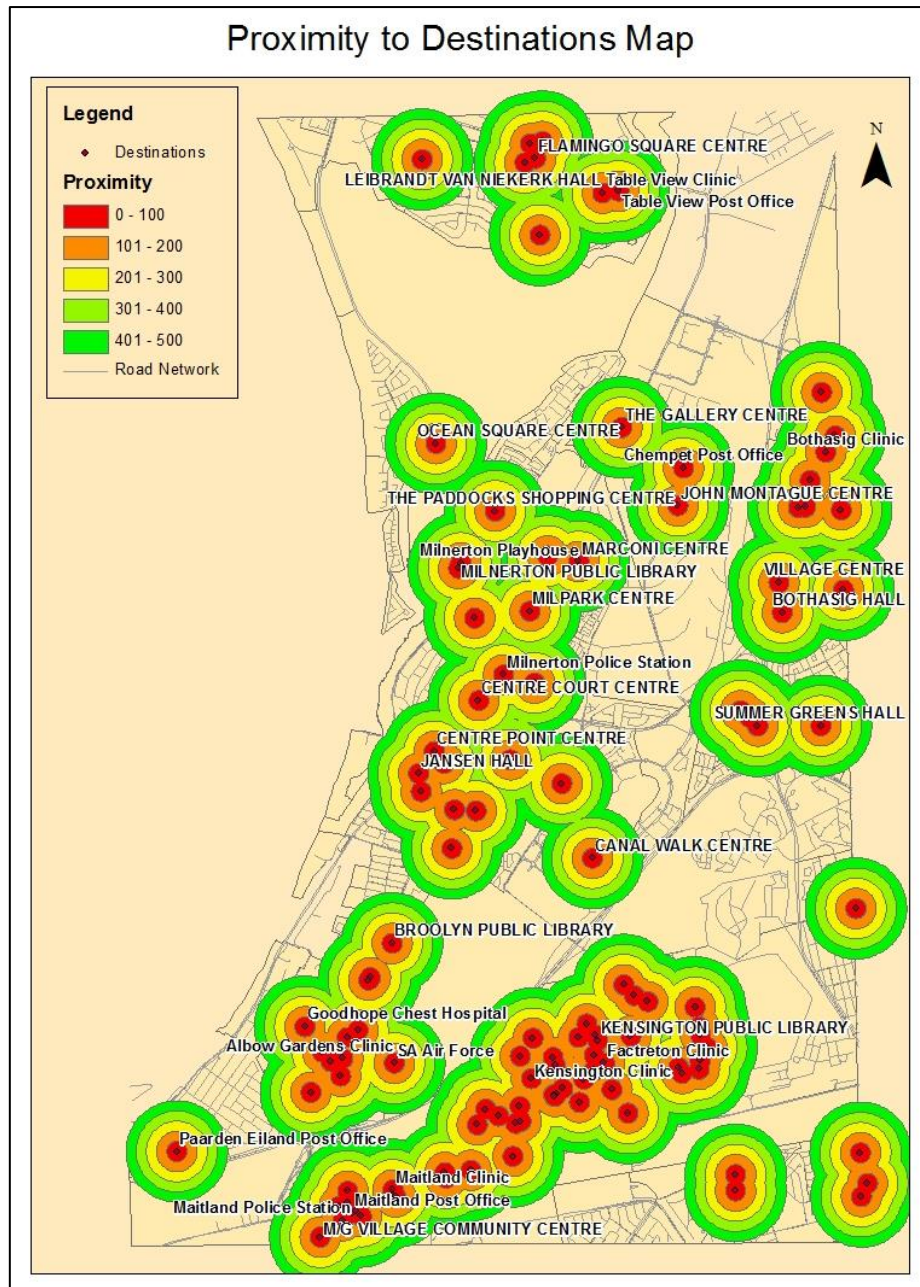 Proximity to Destinations Map
Legend
Destinations
Proximity
0 - 100
101 - 200
201 - 300
301 - 400
401 - 500
Road Network
N
FLAMINGO SQUARE CENTRE
LEIBRANDT VAN NIEKERK HALL Table View Clinic
Table View Post Office
THE GALLERY CENTRE
OCEAN SQUARE CENTRE
Bothasig Clinic
Chempet Post Office
THE PADDOCKS SHOPPING CENTRE
JOHN MONTAGUE CENTRE
Milnerton Playhouse
MARCONI CENTRE
MILNERTON PUBLIC LIBRARY
VILLAGE CENTRE
MILPARK CENTRE
BOTHASIG HALL
Milnerton Police Station
CENTRE COURT CENTRE
SUMMER GREENS HALL
CENTRE POINT CENTRE
JANSEN HALL
CANAL WALK CENTRE
BROOLYN PUBLIC LIBRARY
Goodhope Chest Hospital
KENSINGTON PUBLIC LIBRARY
Albow Gardens Clinic
SA Air Force
Factreton Clinic
Kensington Clinic
Paarden Eiland Post Office
Maitland Clinic
Maitland Police Station
Maitland Post Office
M/G VILLAGE COMMUNITY CENTRE